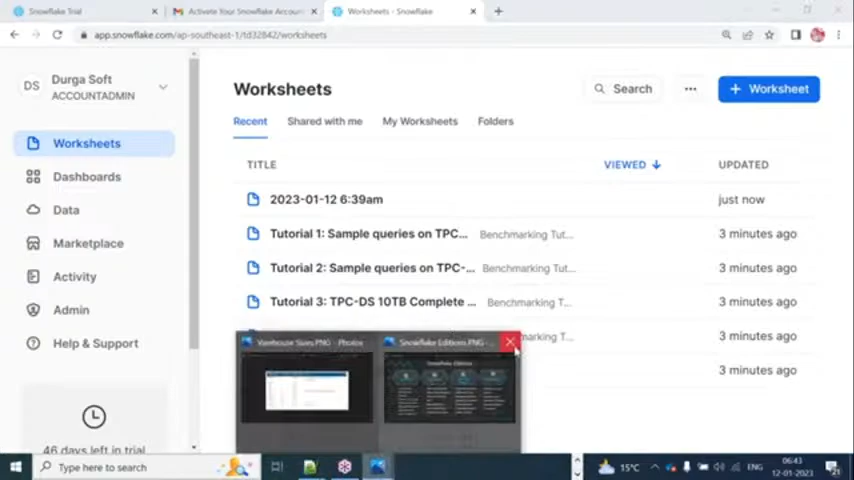 Snowflake Trial
Activate Your Snowflake Accoun
Worksheets - Snowflake
app.snowflake.com/ap-southeast-1/td32842/worksheets
DS
Durga Soft
ACCOUNTADMIN
Worksheets
Dashboards
Data
Marketplace
Activity
Admin
Help & Support
46 days left in trial
Worksheets
Search
Worksheet
Recent
Shared with me
My Worksheets
Folders
TITLE
VIEWED
UPDATED
2023-01-12 6:39am
just now
Tutorial 1: Sample queries on TPC...
Benchmarking Tut...
3 minutes ago
Tutorial 2: Sample queries on TPC-...
Benchmarking Tut...
3 minutes ago
Tutorial 3: TPC-DS 10TB Complete ...
Benchmarking T...
3 minutes ago
marking T...
3 minutes ago
3 minutes ago
Warehouse Sizes.PNG - Photos
Snowflake Editions.PNG - ...
Snowflake Editions
Type here to search
15°C
ENG
06:43
12-01-2023
21